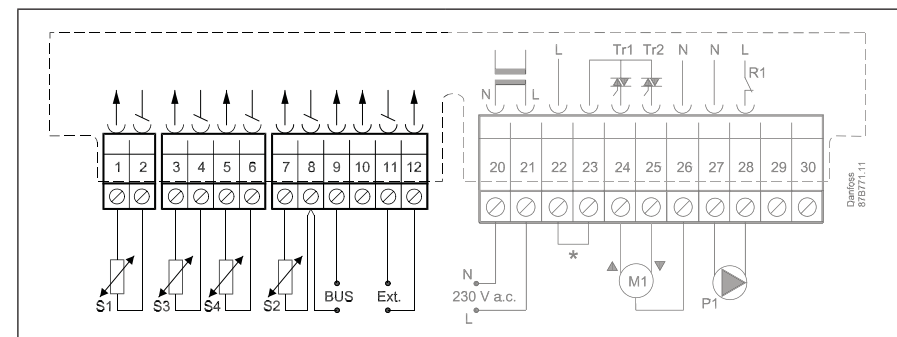 L Tr1 Tr2 N N L
R1
N L
1 2 3 4 5 6 7 8 9 10 11 12 20 21 22 23 24 25 26 27 28 29 30
Danfoss
87B771.11
*
S1 S3 S4 S2 BUS Ext.
N
230 V a.c.
L
M1
P1